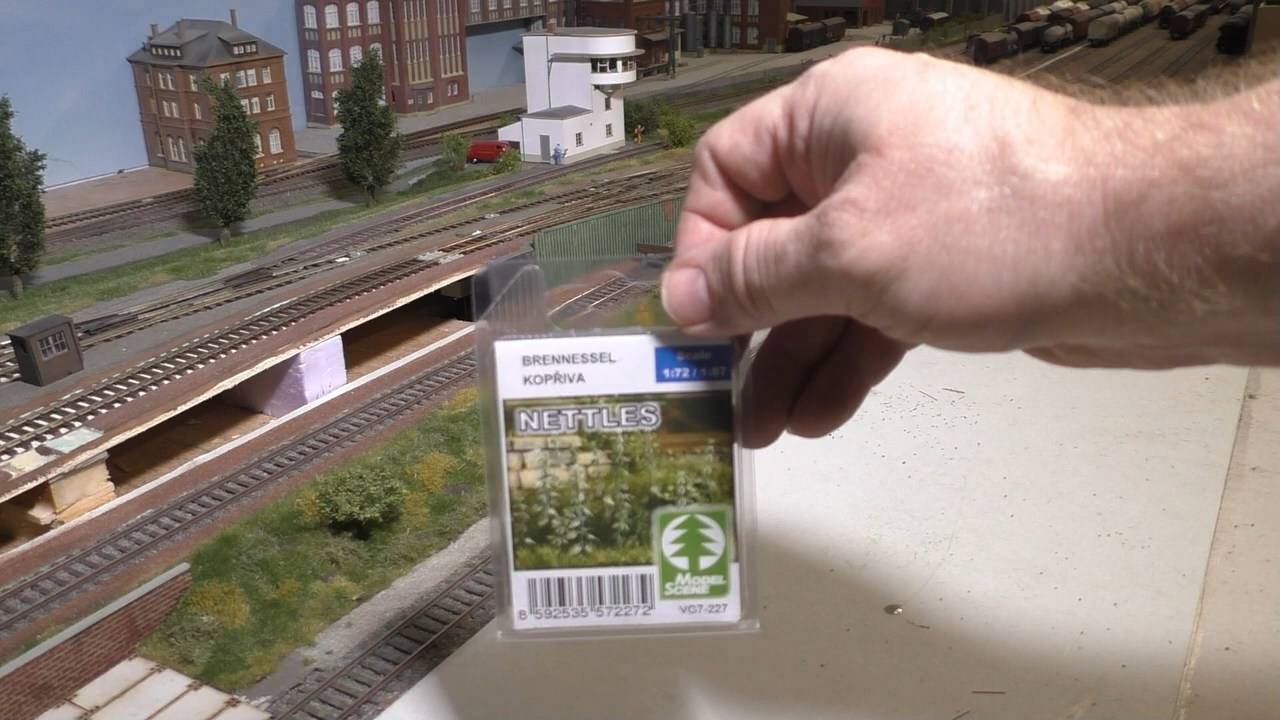 BRENNESSEL
KOPŘIVA
Scale
1:72 / 1:87
NETTLES
MODEL
SCENE
8 592535 572272
VG7-227